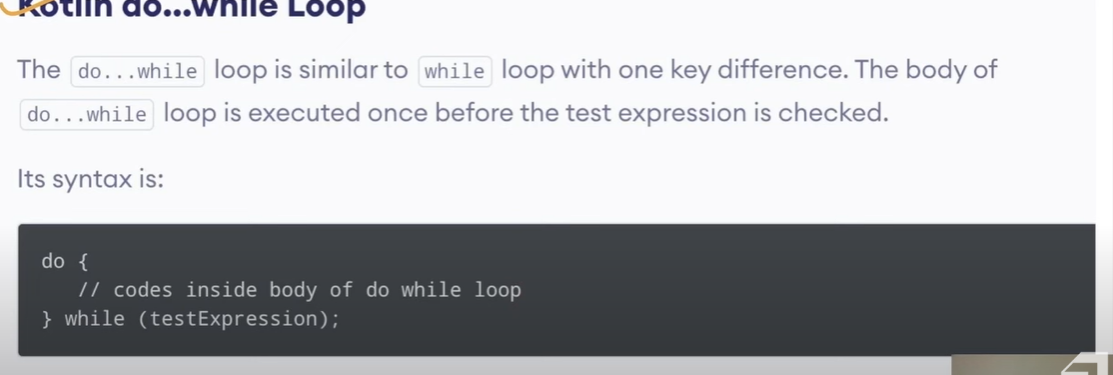 Kotlin do...while Loop
The do...while loop is similar to while loop with one key difference. The body of
do...while loop is executed once before the test expression is checked.
Its syntax is:
do {
// codes inside body of do while loop
} while (testExpression);